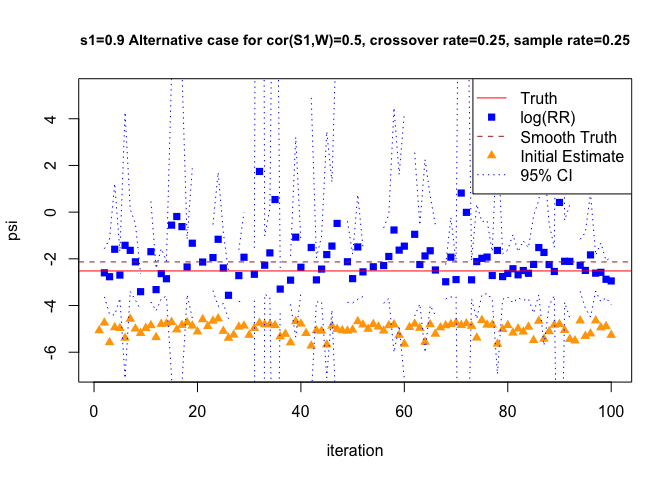 s1=0.9 Alternative case for cor(S1,W)=0.5, crossover rate=0.25, sample rate=0.25
Truth
log(RR)
Smooth Truth
Initial Estimate
95% CI
psi
4
2
0
-2
-4
-6
0 20 40 60 80 100
iteration